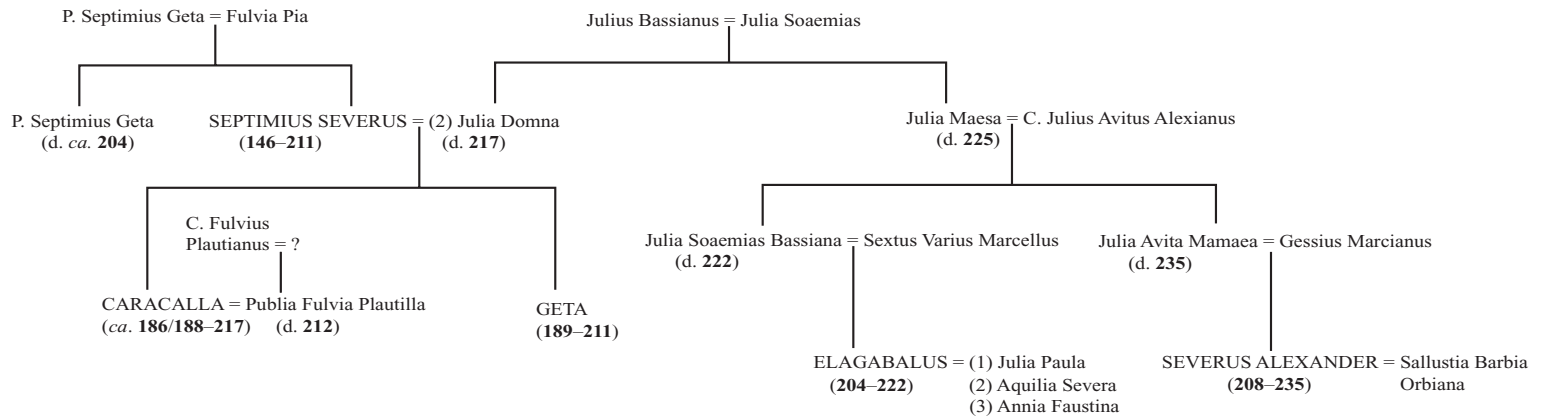 P. Septimius Geta = Fulvia Pia
Julius Bassianus = Julia Soaemias
P. Septimius Geta
(d. ca. 204)
SEPTIMIUS SEVERUS = (2) Julia Domna
(146–211)
(d. 217)
Julia Maesa = C. Julius Avitus Alexianus
(d. 225)
C. Fulvius
Plautianus = ?
Julia Soaemias Bassiana = Sextus Varius Marcellus
(d. 222)
Julia Avita Mamaea = Gessius Marcianus
(d. 235)
CARACALLA = Publia Fulvia Plautilla
(ca. 186/188–217)
(d. 212)
GETA
(189–211)
ELAGABALUS = (1) Julia Paula
(204–222)
(2) Aquilia Severa
(3) Annia Faustina
SEVERUS ALEXANDER = Sallustia Barbia
(208–235)
Orbiana